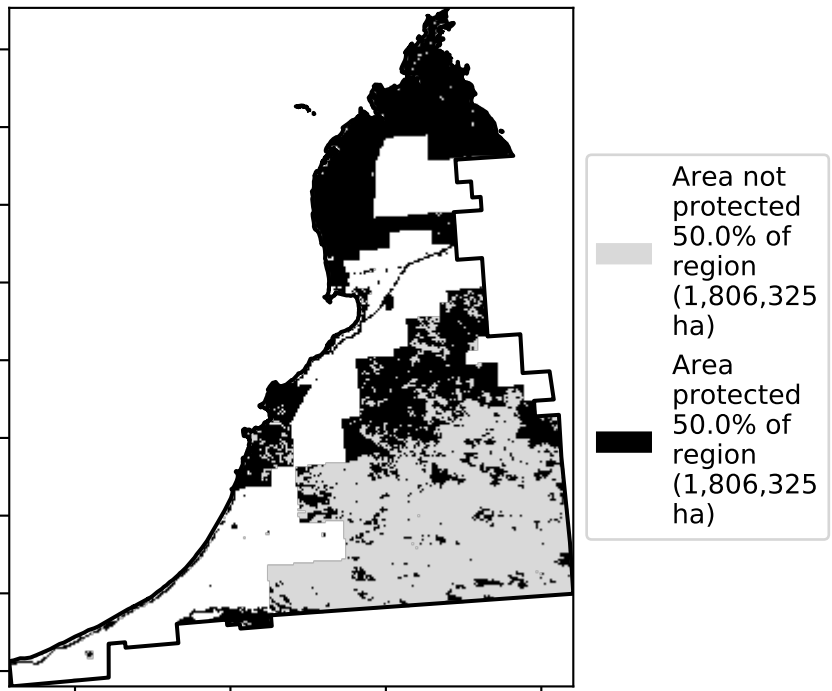 Area not
protected
50.0% of
region
(1,806,325
ha)
Area
protected
50.0% of
region
(1,806,325
ha)